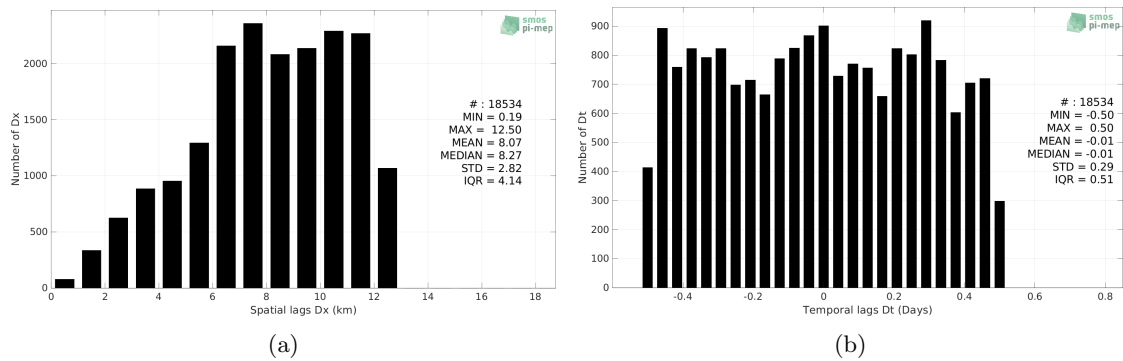 smos
pi-mep
2000
1500
1000
500
0
Number of Dx
# : 18534
MIN = 0.19
MAX = 12.50
MEAN = 8.07
MEDIAN = 8.27
STD = 2.82
IQR = 4.14
0 2 4 6 8 10 12 14 16 18
Spatial lags Dx (km)
(a)
smos
pi-mep
900
800
700
600
500
400
300
200
100
0
Number of Dt
# : 18534
MIN = -0.50
MAX = 0.50
MEAN = -0.01
MEDIAN = -0.01
STD = 0.29
IQR = 0.51
-0.4 -0.2 0 0.2 0.4 0.6 0.8
Temporal lags Dt (Days)
(b)